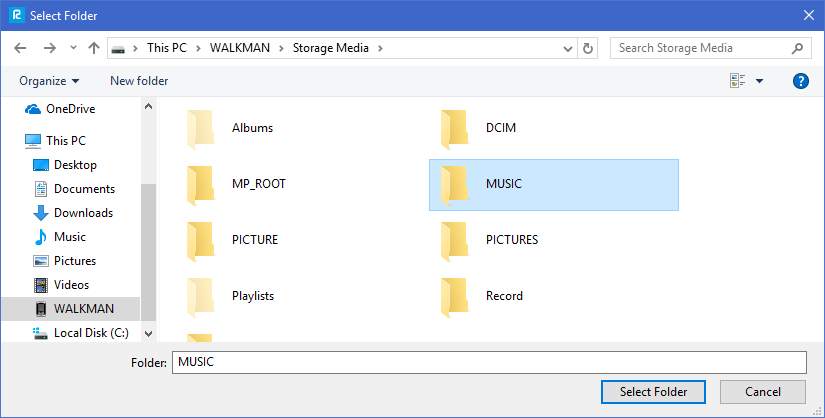 Select Folder
This PC > WALKMAN > Storage Media >
Search Storage Media
Organize
New folder
?
OneDrive
This PC
Desktop
Documents
Downloads
Music
Pictures
Videos
WALKMAN
Local Disk (C:)
Albums
DCIM
MP_ROOT
MUSIC
PICTURE
PICTURES
Playlists
Record
Folder: MUSIC
Select Folder
Cancel